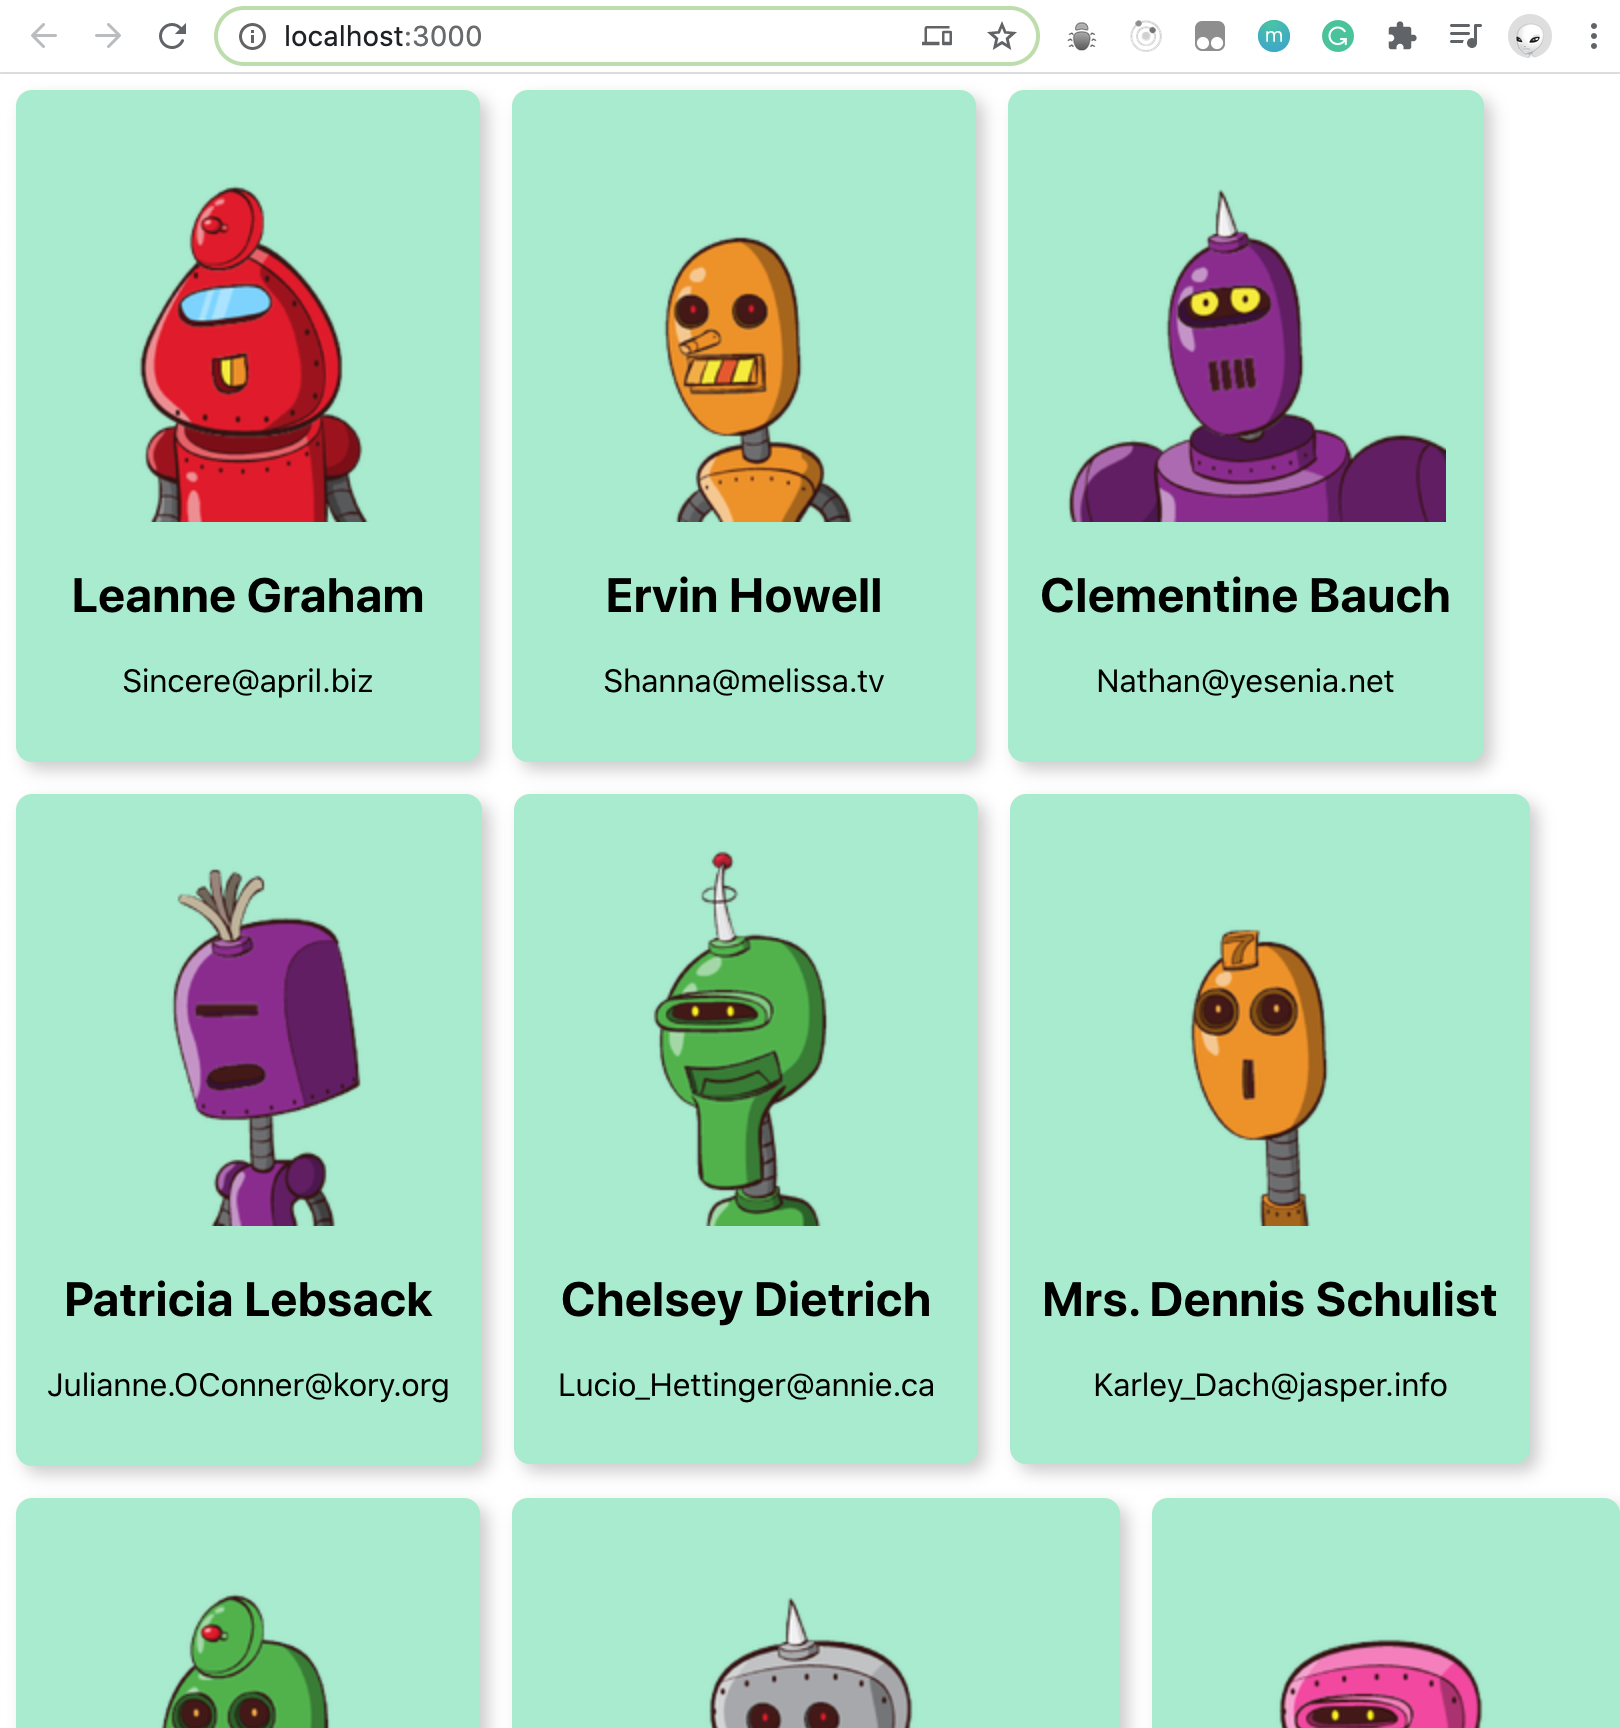 localhost:3000
m
Leanne Graham
Sincere@april.biz
Ervin Howell
Shanna@melissa.tv
Clementine Bauch
Nathan@yesenia.net
7
Patricia Lebsack
Julianne.OConner@kory.org
Chelsey Dietrich
Lucio_Hettinger@annie.ca
Mrs. Dennis Schulist
Karley_Dach@jasper.info